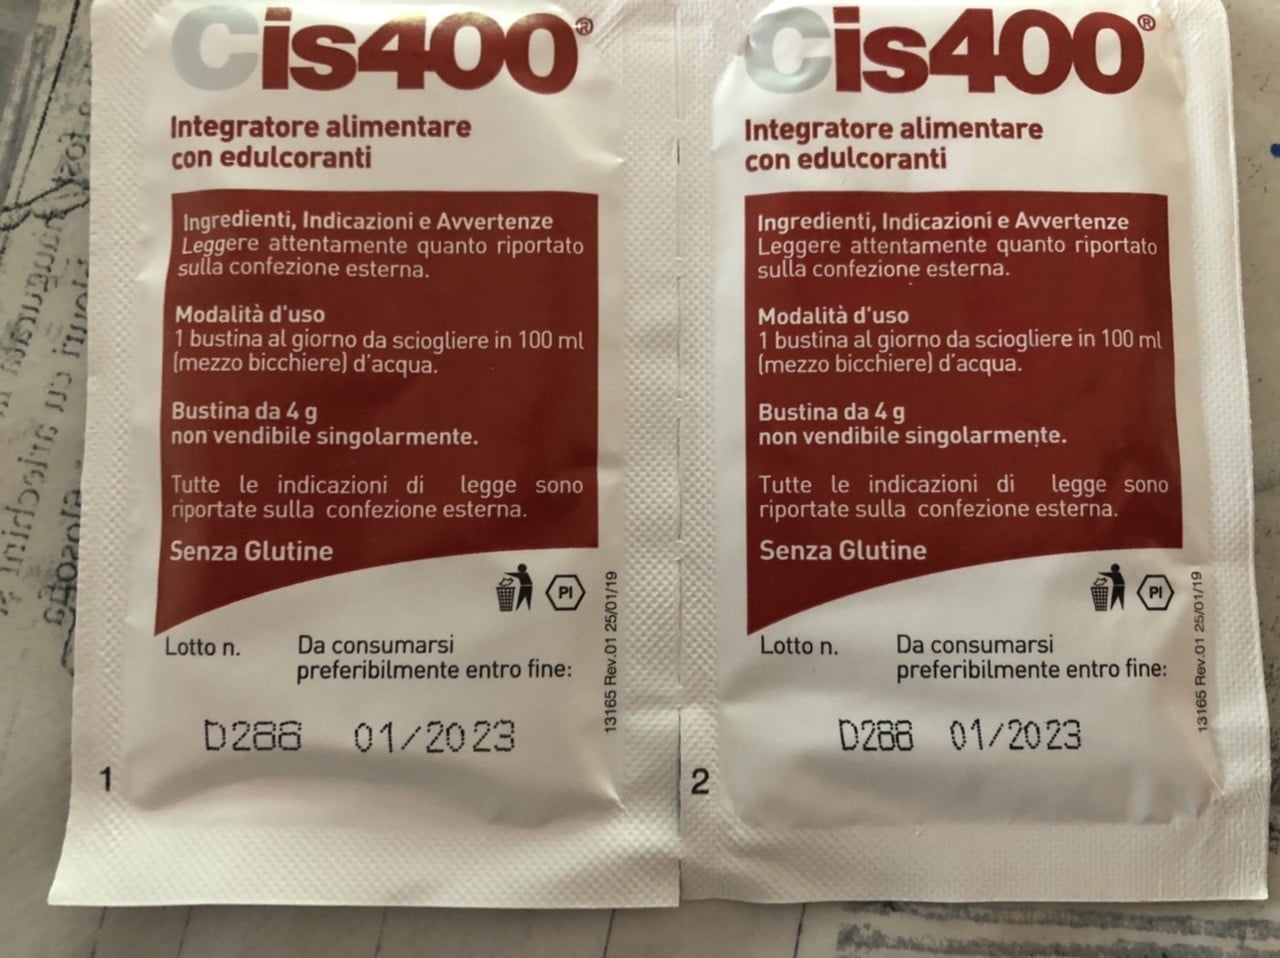 Cis400®
Integratore alimentare
con edulcoranti
Ingredienti, Indicazioni e Avvertenze
Leggere attentamente quanto riportato
sulla confezione esterna.
Modalità d'uso
1 bustina al giorno da sciogliere in 100 ml
(mezzo bicchiere) d'acqua.
Bustina da 4 g
non vendibile singolarmente.
Tutte le indicazioni di legge sono
riportate sulla confezione esterna.
Senza Glutine
PI
13165 Rev.01 25/01/19
Lotto n.
Da consumarsi
preferibilmente entro fine:
D288 01/2023
1
Cis400®
Integratore alimentare
con edulcoranti
Ingredienti, Indicazioni e Avvertenze
Leggere attentamente quanto riportato
sulla confezione esterna.
Modalità d'uso
1 bustina al giorno da sciogliere in 100 ml
(mezzo bicchiere) d'acqua.
Bustina da 4 g
non vendibile singolarmente.
Tutte le indicazioni di legge sono
riportate sulla confezione esterna.
Senza Glutine
PI
13165 Rev.01 25/01/19
Lotto n.
Da consumarsi
preferibilmente entro fine:
D288 01/2023
2